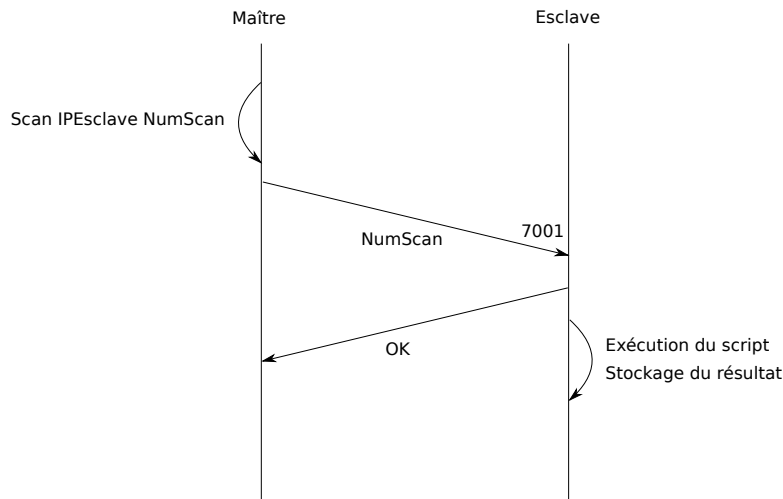 Maître
Esclave
Scan IPEsclave NumScan
7001
NumScan
OK
Exécution du script
Stockage du résultat